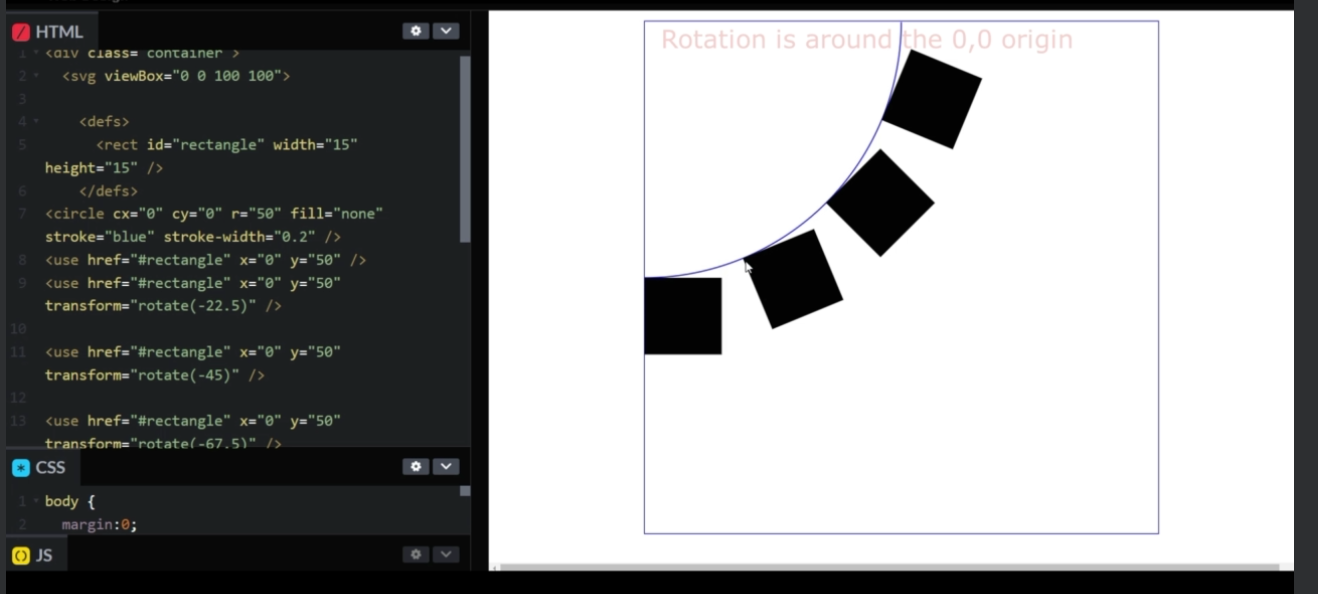 HTML
1 <div class="container">
2 <svg viewBox="0 0 100 100">
3
4 <defs>
5 <rect id="rectangle" width="15"
height="15" />
6 </defs>
7 <circle cx="0" cy="0" r="50" fill="none"
stroke="blue" stroke-width="0.2" />
8 <use href="#rectangle" x="0" y="50" />
9 <use href="#rectangle" x="0" y="50"
transform="rotate(-22.5)" />
10
11 <use href="#rectangle" x="0" y="50"
transform="rotate(-45)" />
12
13 <use href="#rectangle" x="0" y="50"
transform="rotate(-67.5)" />
CSS
1 body {
2 margin:0;
JS
Rotation is around the 0,0 origin